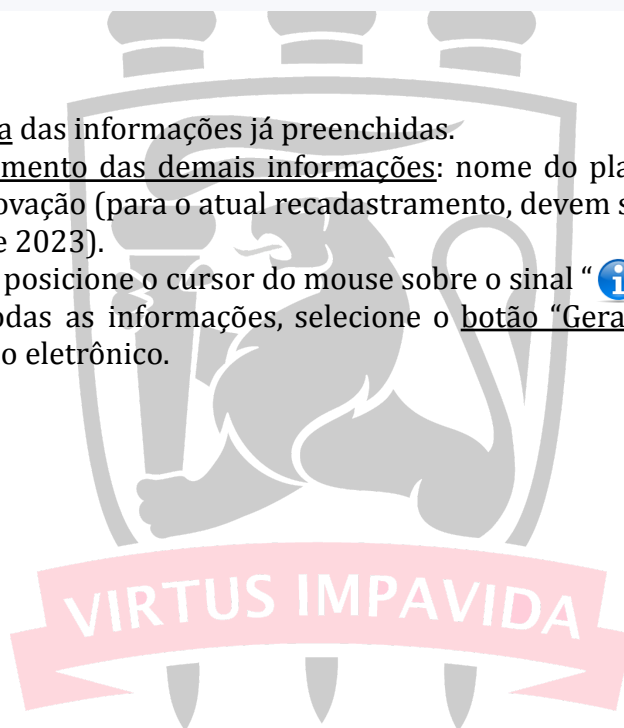 a das informações já preenchidas.
mento das demais informações: nome do pla
ovação (para o atual recadastramento, devem s
e 2023).
posicione o cursor do mouse sobre o sinal “ i
odas as informações, selecione o botão “Gera
o eletrônico.
VIRTUS IMPAVIDA